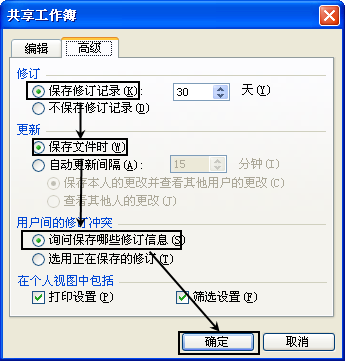 共享工作簿
编辑 高级
修订
保存修订记录(K): 30 天(Y)
不保存修订记录(D)
更新
保存文件时(W)
自动更新间隔(A): 15 分钟(I)
保存本人的更改并查看其他用户的更改(C)
查看其他人的更改(J)
用户间的修订冲突
询问保存哪些修订信息(S)
选用正在保存的修订(T)
在个人视图中包括
打印设置(P) 筛选设置(F)
确定 取消